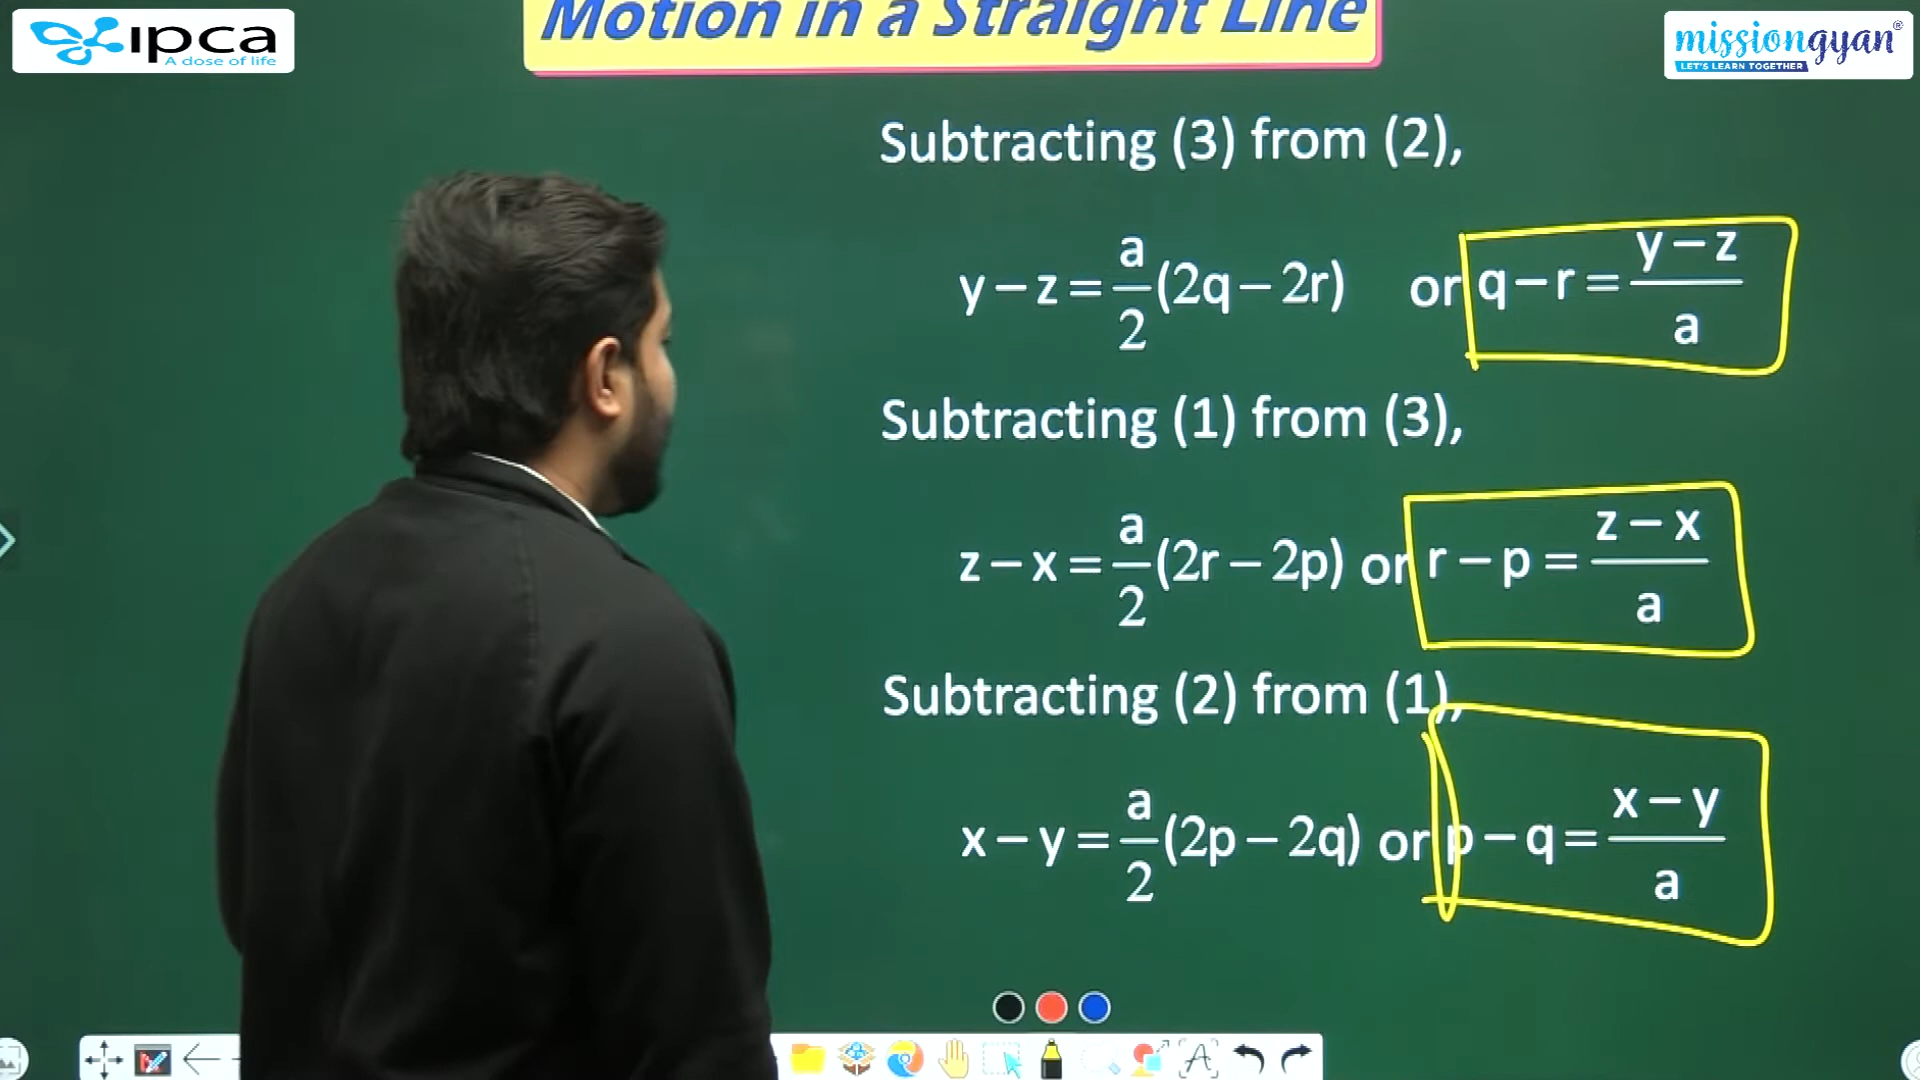 ipca
A dose of life
Motion in a Straight Line
missiongyan®
LET'S LEARN TOGETHER
Subtracting (3) from (2),
y – z = a/2 (2q – 2r) or q – r = y – z / a
Subtracting (1) from (3),
z – x = a/2 (2r – 2p) or r – p = z – x / a
Subtracting (2) from (1),
x – y = a/2 (2p – 2q) or p – q = x – y / a